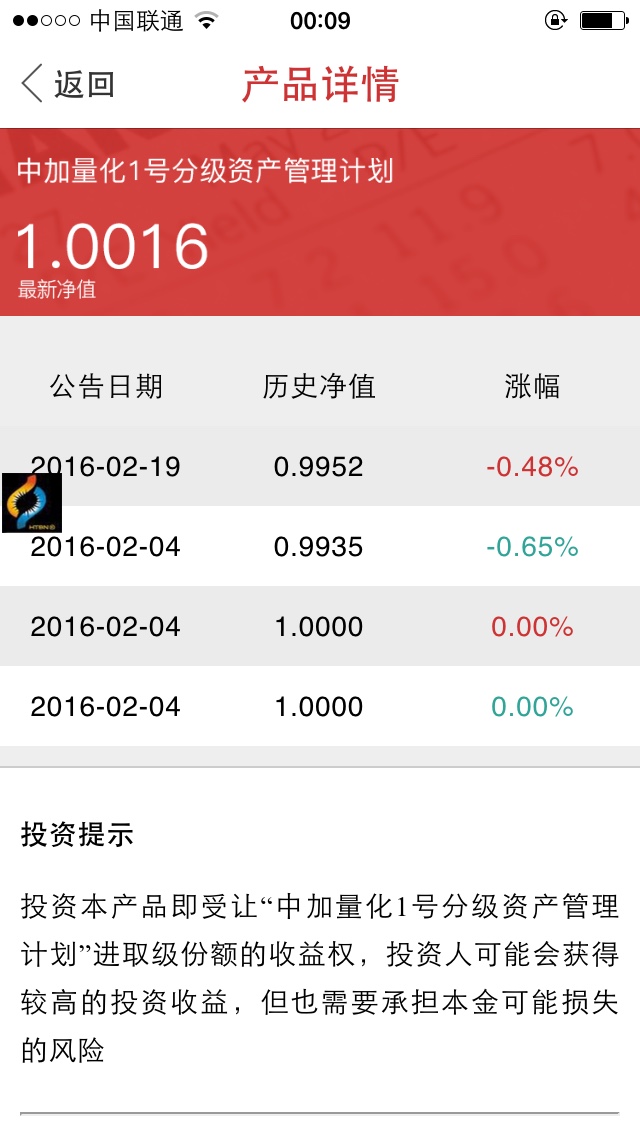 中国联通 00:09
返回 产品详情
中加量化1号分级资产管理计划
1.0016
最新净值
公告日期 历史净值 涨幅
2016-02-19 0.9952 -0.48%
2016-02-04 0.9935 -0.65%
2016-02-04 1.0000 0.00%
2016-02-04 1.0000 0.00%
投资提示
投资本产品即受让“中加量化1号分级资产管理
计划”进取级份额的收益权，投资人可能会获得
较高的投资收益，但也需要承担本金可能损失
的风险